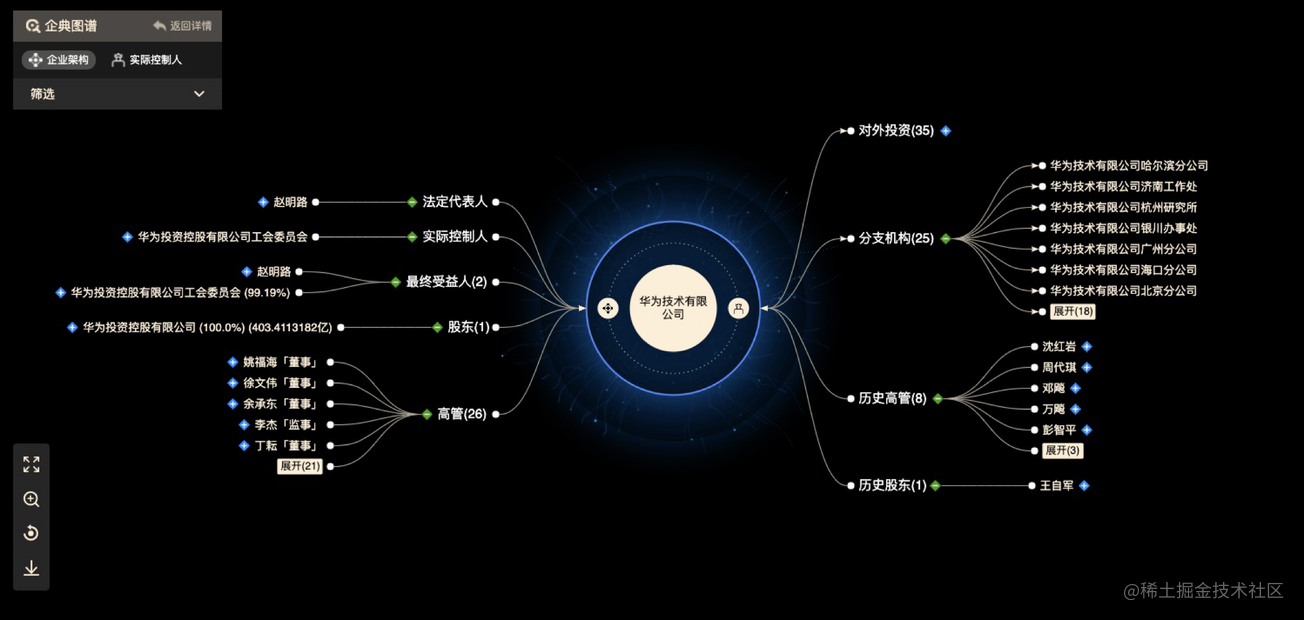 企典图谱
返回详情
企业架构
实际控制人
筛选
赵明路
法定代表人
华为投资控股有限公司工会委员会
实际控制人
赵明路
华为投资控股有限公司工会委员会 (99.19%)
最终受益人(2)
华为投资控股有限公司 (100.0%) (403.4113182亿)
股东(1)
姚福海「董事」
徐文伟「董事」
余承东「董事」
李杰「监事」
丁耘「董事」
展开(21)
高管(26)
华为技术有限
公司
对外投资(35)
分支机构(25)
华为技术有限公司哈尔滨分公司
华为技术有限公司济南工作处
华为技术有限公司杭州研究所
华为技术有限公司银川办事处
华为技术有限公司广州分公司
华为技术有限公司海口分公司
华为技术有限公司北京分公司
展开(18)
历史高管(8)
沈红岩
周代琪
邓飚
万飚
彭智平
展开(3)
历史股东(1)
王自军
@稀土掘金技术社区